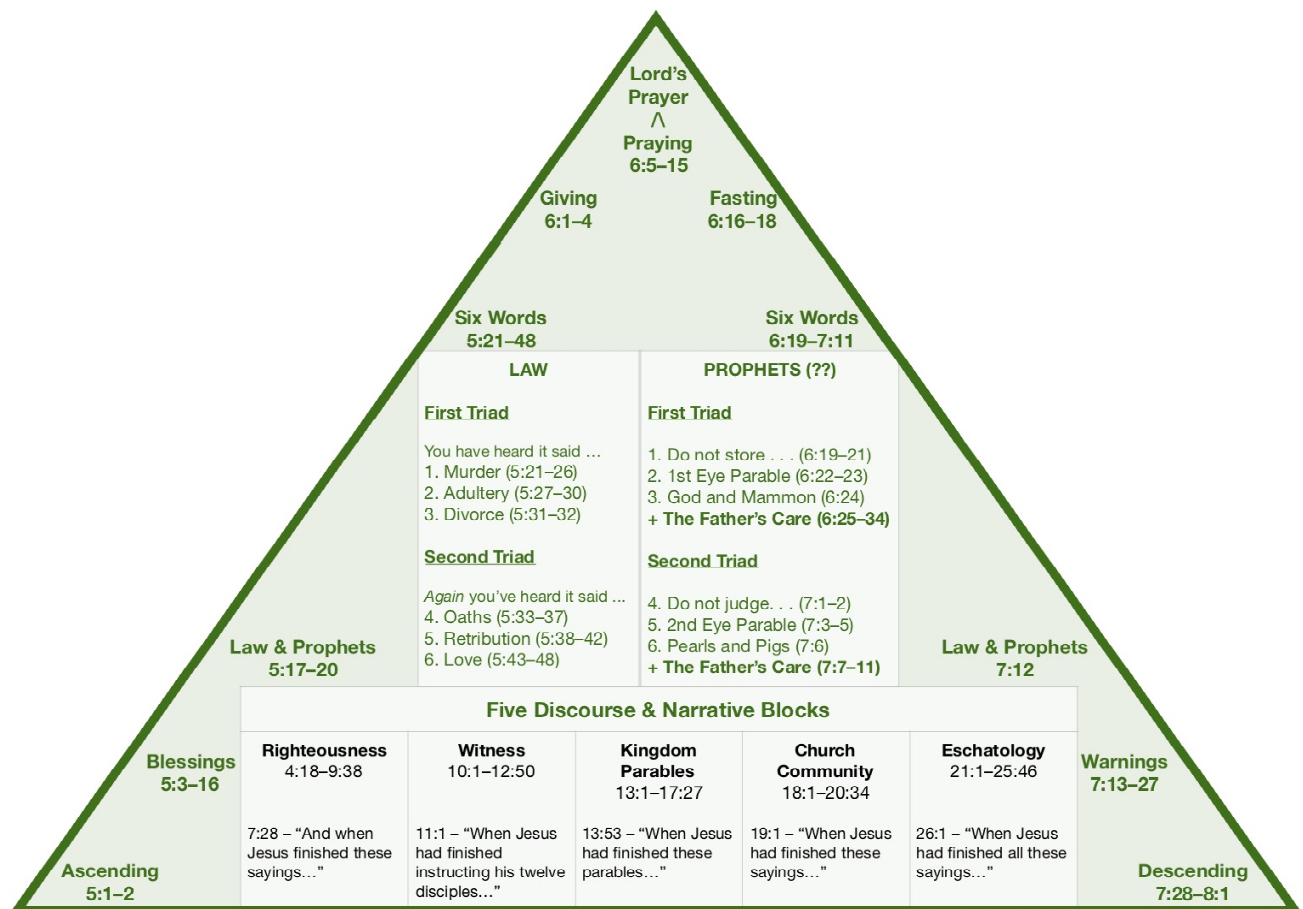 Lord's
Prayer
Λ
Praying
6:5–15
Giving
6:1–4
Fasting
6:16–18
Six Words
5:21–48
Six Words
6:19–7:11
LAW
First Triad
You have heard it said ...
1. Murder (5:21–26)
2. Adultery (5:27–30)
3. Divorce (5:31–32)
Second Triad
Again you've heard it said ...
4. Oaths (5:33–37)
5. Retribution (5:38–42)
6. Love (5:43–48)
PROPHETS (??)
First Triad
1. Do not store . . . (6:19–21)
2. 1st Eye Parable (6:22–23)
3. God and Mammon (6:24)
+ The Father's Care (6:25–34)
Second Triad
4. Do not judge. . . (7:1–2)
5. 2nd Eye Parable (7:3–5)
6. Pearls and Pigs (7:6)
+ The Father's Care (7:7–11)
Law & Prophets
5:17–20
Law & Prophets
7:12
Blessings
5:3–16
Warnings
7:13–27
Ascending
5:1–2
Descending
7:28–8:1
Five Discourse & Narrative Blocks
Righteousness
4:18–9:38
7:28 – “And when
Jesus finished these
sayings…”
Witness
10:1–12:50
11:1 – “When Jesus
had finished
instructing his twelve
disciples…”
Kingdom
Parables
13:1–17:27
13:53 – “When Jesus
had finished these
parables…”
Church
Community
18:1–20:34
19:1 – “When Jesus
had finished these
sayings…”
Eschatology
21:1–25:46
26:1 – “When Jesus
had finished all these
sayings…”